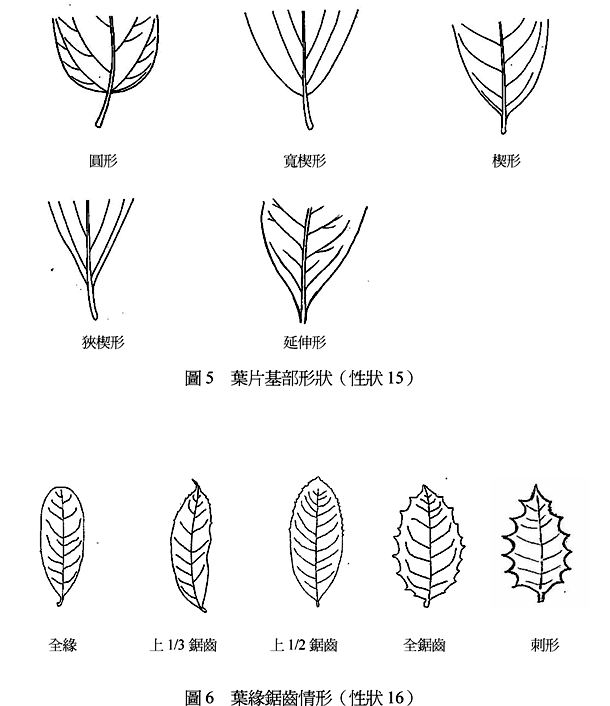 圓形
寬楔形
楔形
狹楔形
延伸形
圖 5 葉片基部形狀（性狀 15）
全緣
上 1/3 鋸齒
上 1/2 鋸齒
全鋸齒
刺形
圖 6 葉緣鋸齒情形（性狀 16）